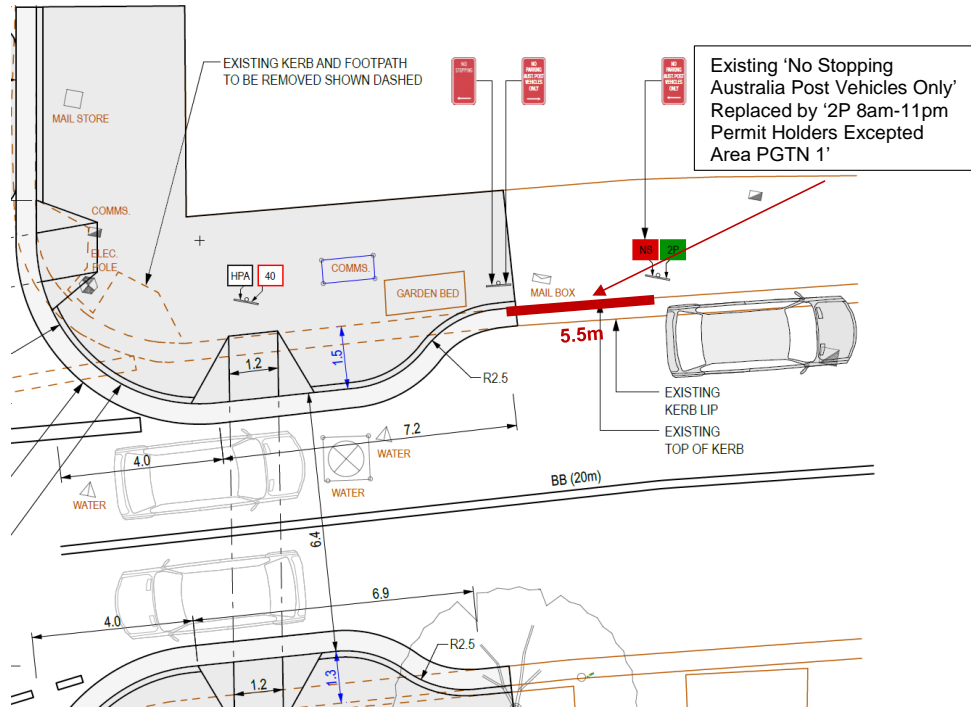 EXISTING KERB AND FOOTPATH
TO BE REMOVED SHOWN DASHED
NO
STOPPING
NO
PARKING
AUST. POST
VEHICLES
ONLY
NO
PARKING
AUST. POST
VEHICLES
ONLY
Existing ‘No Stopping
Australia Post Vehicles Only’
Replaced by ‘2P 8am-11pm
Permit Holders Excepted
Area PGTN 1’
MAIL STORE
COMMS.
ELEC.
POLE
HPA
40
COMMS.
GARDEN BED
MAIL BOX
NS
2P
5.5m
1.5
1.2
R2.5
EXISTING
KERB LIP
EXISTING
TOP OF KERB
7.2
4.0
WATER
WATER
WATER
BB (20m)
6.4
6.9
4.0
R2.5
1.3
1.2